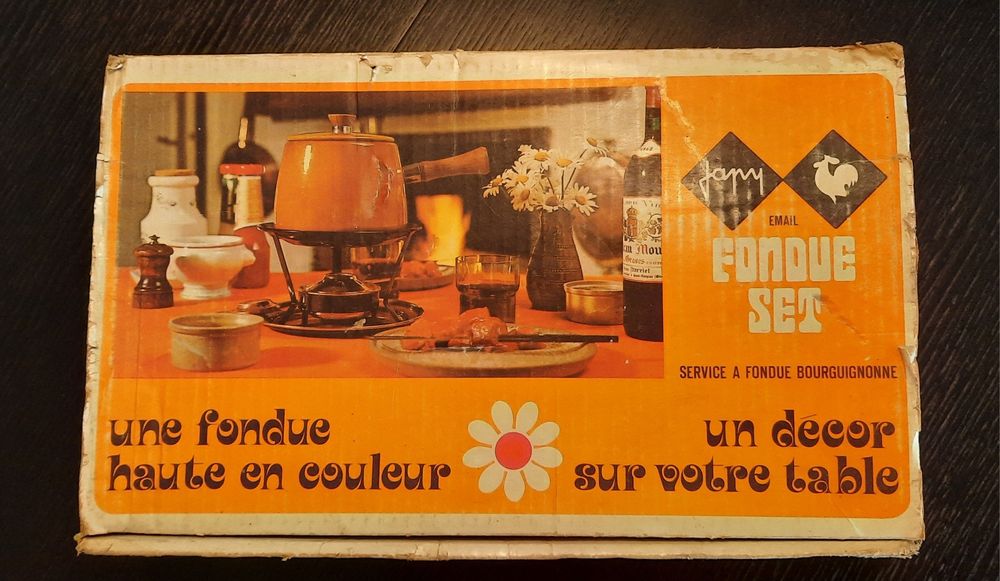 japy
EMAIL
FONDUE
SET
SERVICE A FONDUE BOURGUIGNONNE
une fondue
haute en couleur
un décor
sur votre table